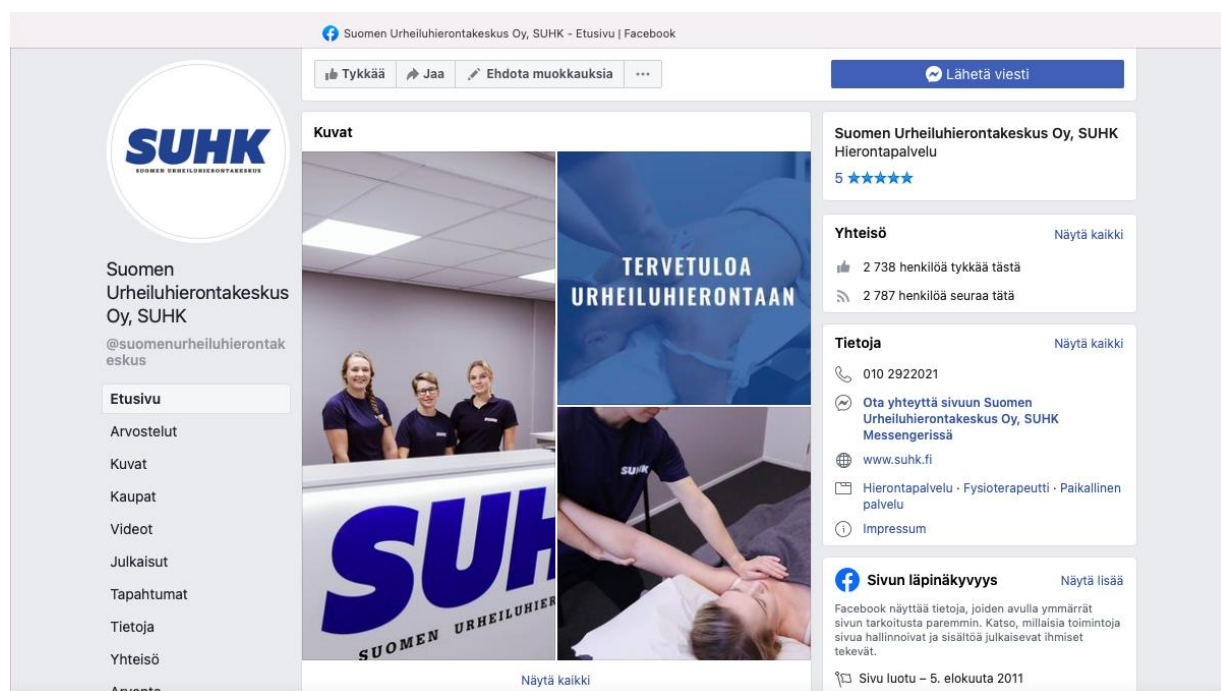 Suomen Urheiluhierontakeskus Oy, SUHK - Etusivu | Facebook
Tykkää
Jaa
Ehdota muokkauksia
Lähetä viesti
SUHK
SUOMEN URHEILUHIERONTAKESKUS
Suomen
Urheiluhierontakeskus
Oy, SUHK
@suomenurheiluhierontak
eskus
Etusivu
Arvostelut
Kuvat
Kaupat
Videot
Julkaisut
Tapahtumat
Tietoja
Yhteisö
Arvonta
Kuvat
TERVETULOA
URHEILUHIERONTAAN
SUHK
SUH
SUOMEN URHEILUHIER
Näytä kaikki
Suomen Urheiluhierontakeskus Oy, SUHK
Hierontapalvelu
5 ★★★★★
Yhteisö
Näytä kaikki
2 738 henkilöä tykkää tästä
2 787 henkilöä seuraa tätä
Tietoja
Näytä kaikki
010 2922021
Ota yhteyttä sivuun Suomen
Urheiluhierontakeskus Oy, SUHK
Messengerissä
www.suhk.fi
Hierontapalvelu · Fysioterapeutti · Paikallinen
palvelu
Impressum
Sivun läpinäkyvyys
Näytä lisää
Facebook näyttää tietoja, joiden avulla ymmärrät
sivun tarkoitusta paremmin. Katso, millaisia toimintoja
sivua hallinnoivat ja sisältöä julkaisevat ihmiset
tekevät.
Sivu luotu – 5. elokuuta 2011